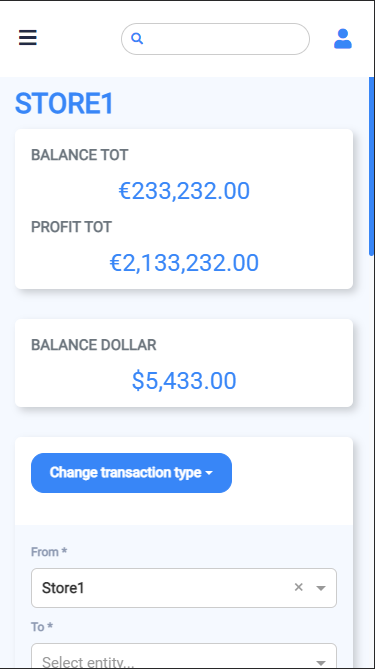 STORE1
BALANCE TOT
€233,232.00
PROFIT TOT
€2,133,232.00
BALANCE DOLLAR
$5,433.00
Change transaction type
From *
Store1
To *
Select entity...